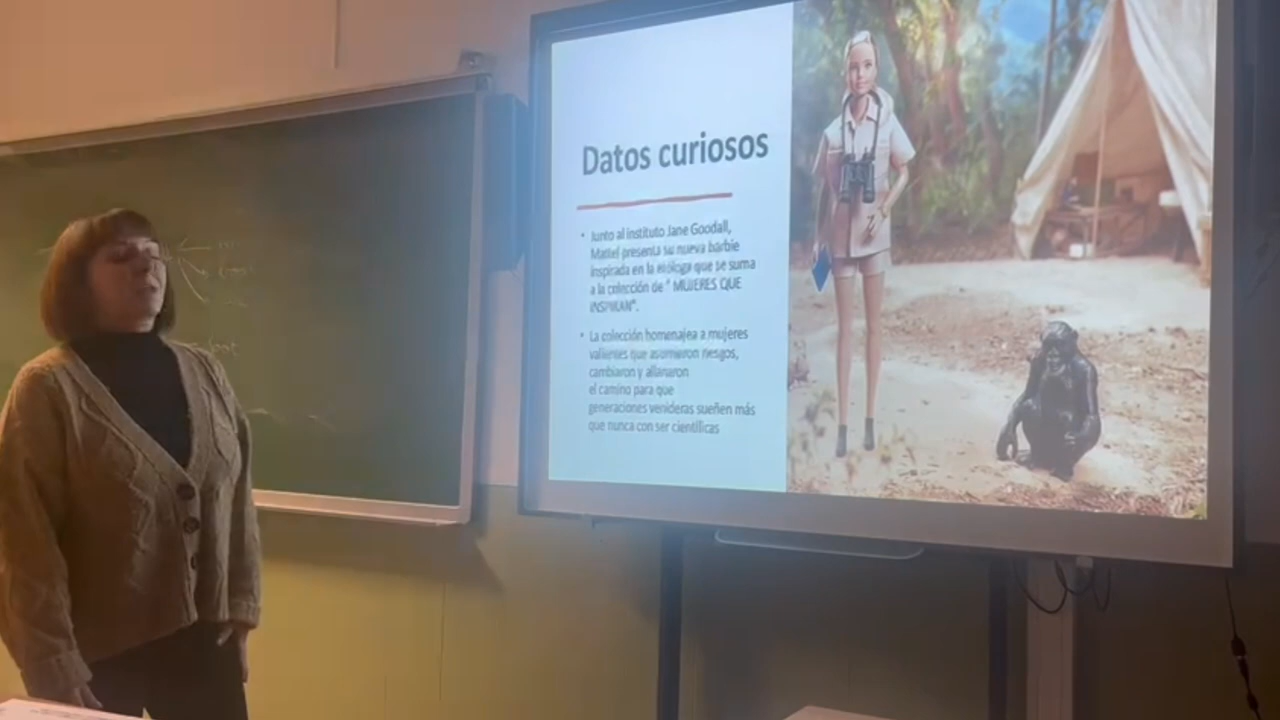 Datos curiosos
• Junto al instituto Jane Goodall,
Mattel presenta su nueva barbie
inspirada en la etóloga que se suma
a la colección de " MUJERES QUE
INSPIRAN".
• La colección homenajea a mujeres
valientes que asumieron riesgos,
cambiaron y allanaron
el camino para que
generaciones venideras sueñen más
que nunca con ser científicas